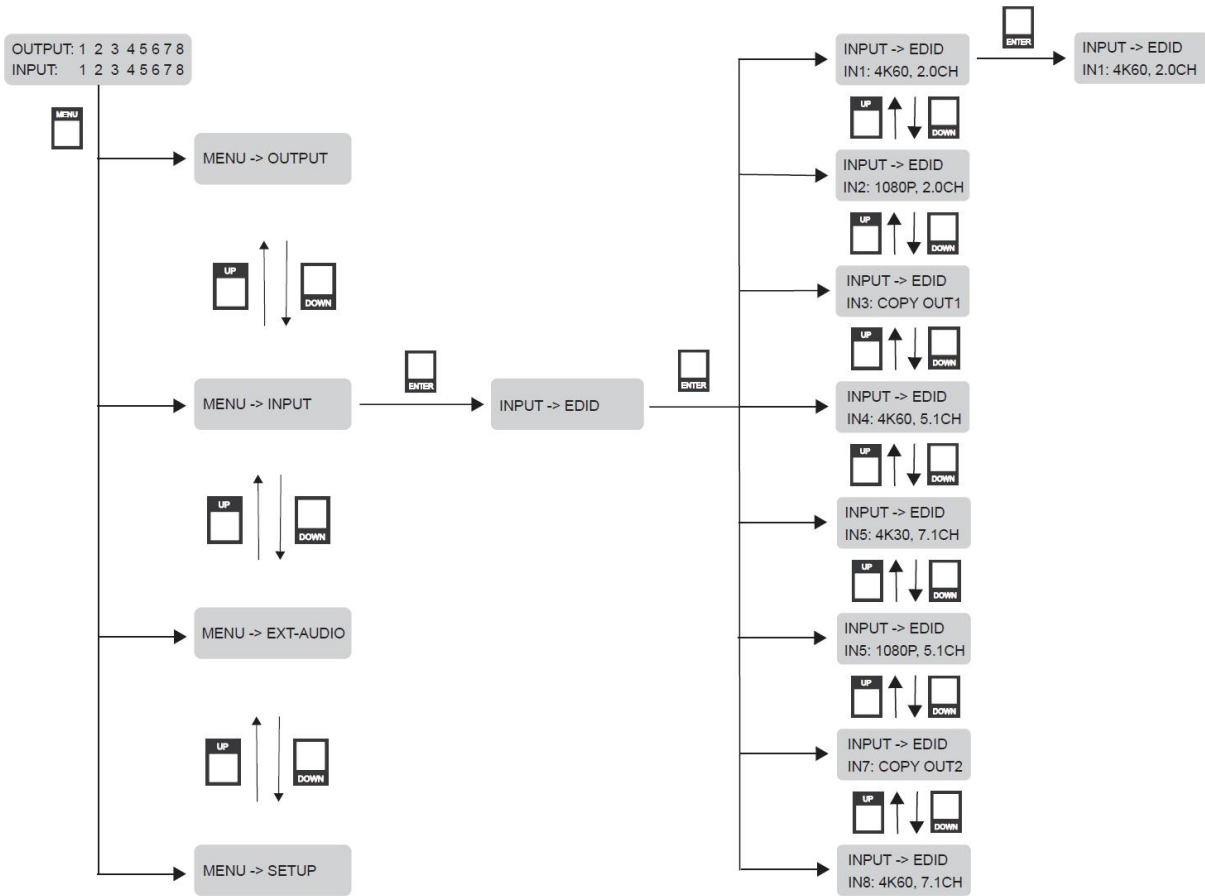 OUTPUT: 1 2 3 4 5 6 7 8
INPUT: 1 2 3 4 5 6 7 8
MENU
MENU -> OUTPUT
UP
DOWN
MENU -> INPUT
ENTER
INPUT -> EDID
ENTER
UP
DOWN
MENU -> EXT-AUDIO
UP
DOWN
MENU -> SETUP
INPUT -> EDID
IN1: 4K60, 2.0CH
ENTER
INPUT -> EDID
IN1: 4K60, 2.0CH
UP
DOWN
INPUT -> EDID
IN2: 1080P, 2.0CH
UP
DOWN
INPUT -> EDID
IN3: COPY OUT1
UP
DOWN
INPUT -> EDID
IN4: 4K60, 5.1CH
UP
DOWN
INPUT -> EDID
IN5: 4K30, 7.1CH
UP
DOWN
INPUT -> EDID
IN5: 1080P, 5.1CH
UP
DOWN
INPUT -> EDID
IN7: COPY OUT2
UP
DOWN
INPUT -> EDID
IN8: 4K60, 7.1CH